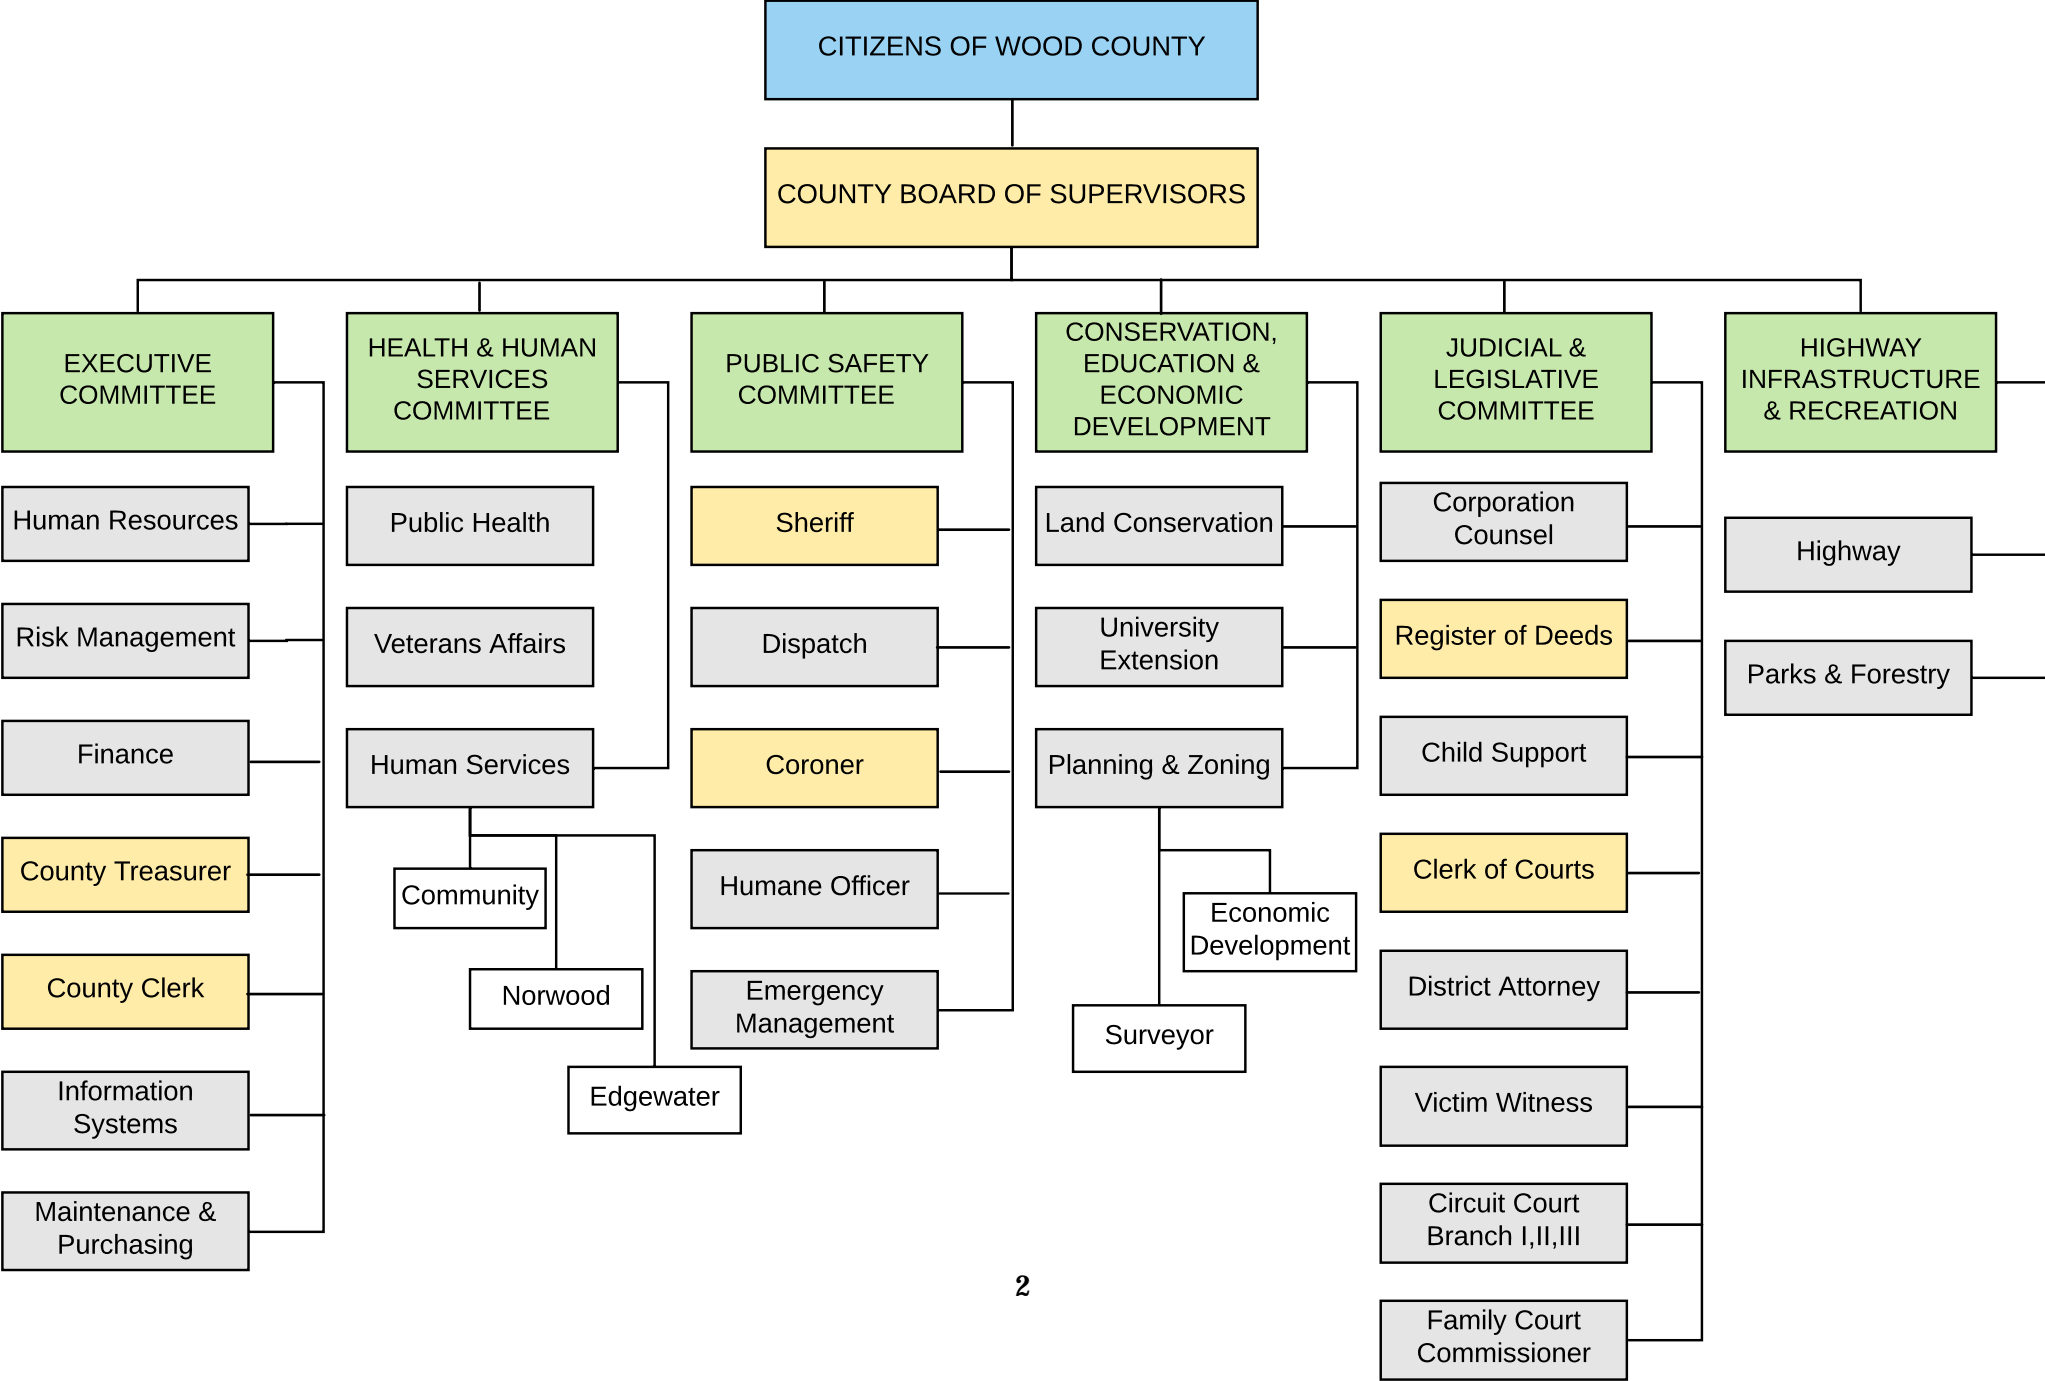 CITIZENS OF WOOD COUNTY
COUNTY BOARD OF SUPERVISORS
EXECUTIVE
COMMITTEE
Human Resources
Risk Management
Finance
County Treasurer
County Clerk
Information
Systems
Maintenance &
Purchasing
HEALTH & HUMAN
SERVICES
COMMITTEE
Public Health
Veterans Affairs
Human Services
Community
Norwood
Edgewater
PUBLIC SAFETY
COMMITTEE
Sheriff
Dispatch
Coroner
Humane Officer
Emergency
Management
CONSERVATION,
EDUCATION &
ECONOMIC
DEVELOPMENT
Land Conservation
University
Extension
Planning & Zoning
Economic
Development
Surveyor
JUDICIAL &
LEGISLATIVE
COMMITTEE
Corporation
Counsel
Register of Deeds
Child Support
Clerk of Courts
District Attorney
Victim Witness
Circuit Court
Branch I,II,III
Family Court
Commissioner
HIGHWAY
INFRASTRUCTURE
& RECREATION
Highway
Parks & Forestry
2